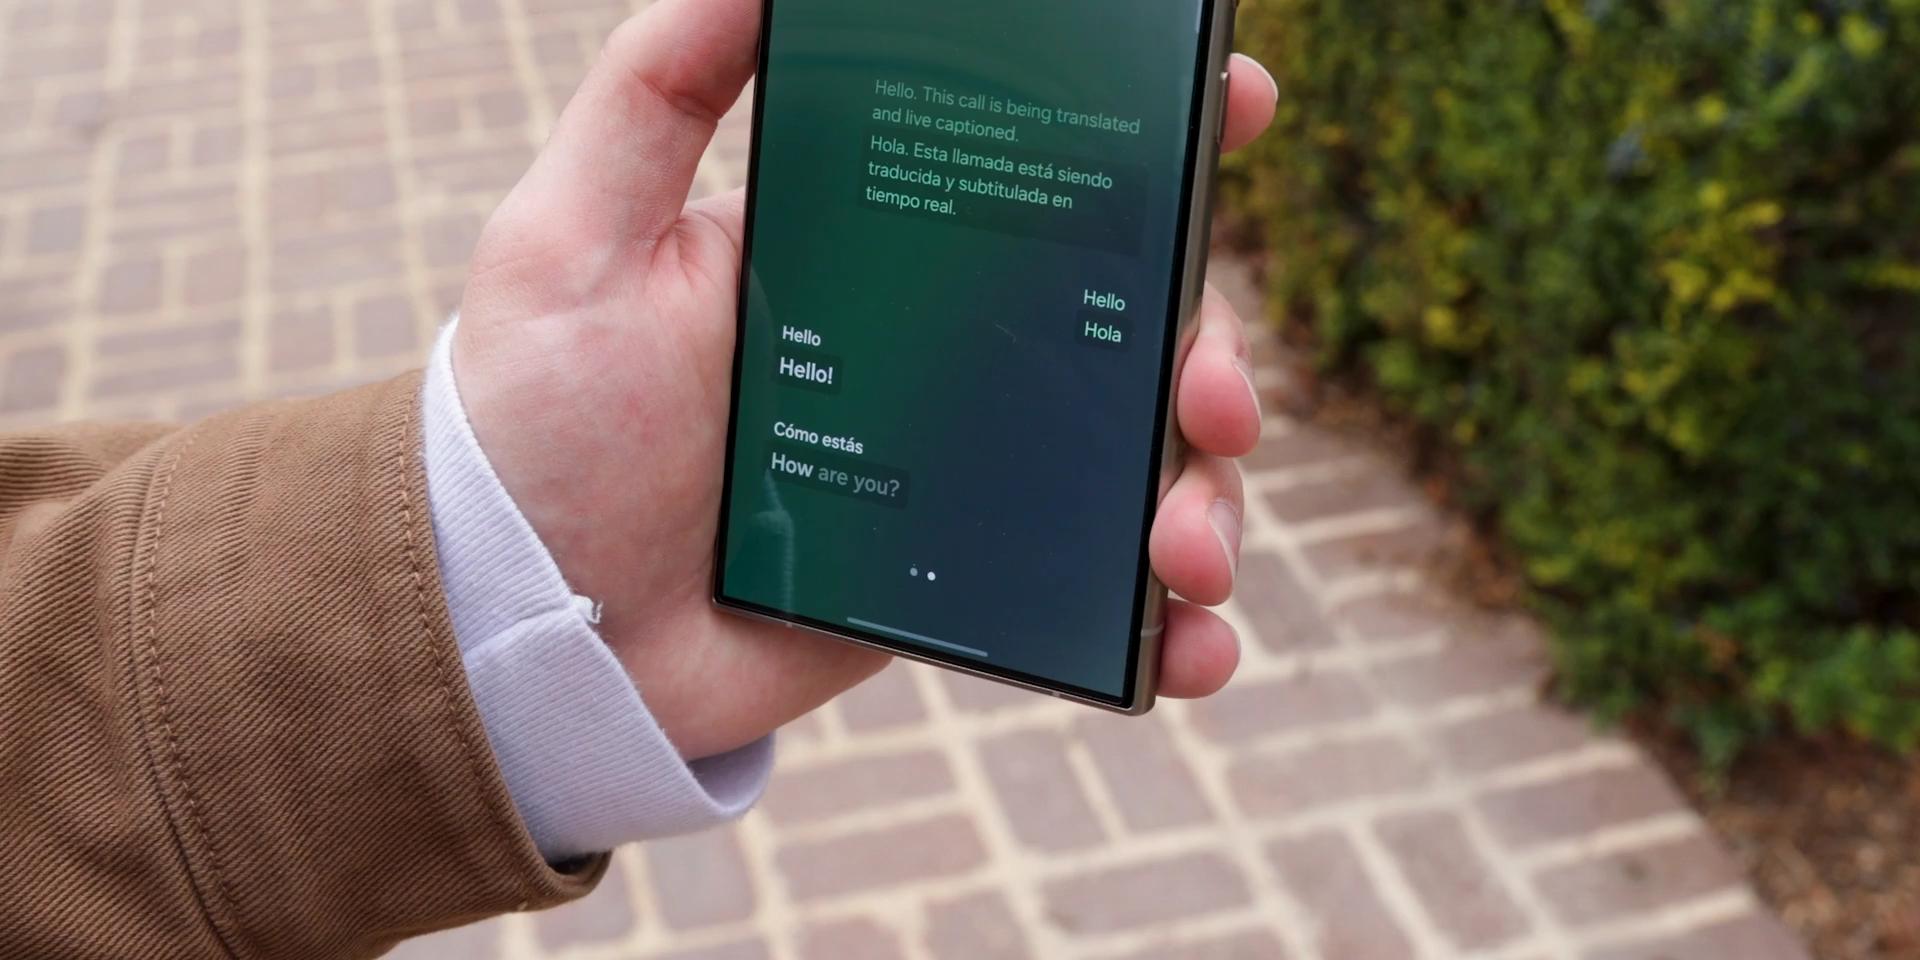 Hello. This call is being translated
and live captioned.
Hola. Esta llamada está siendo
traducida y subtitulada en
tiempo real.
Hello
Hola
Hello
Hello!
Cómo estás
How are you?